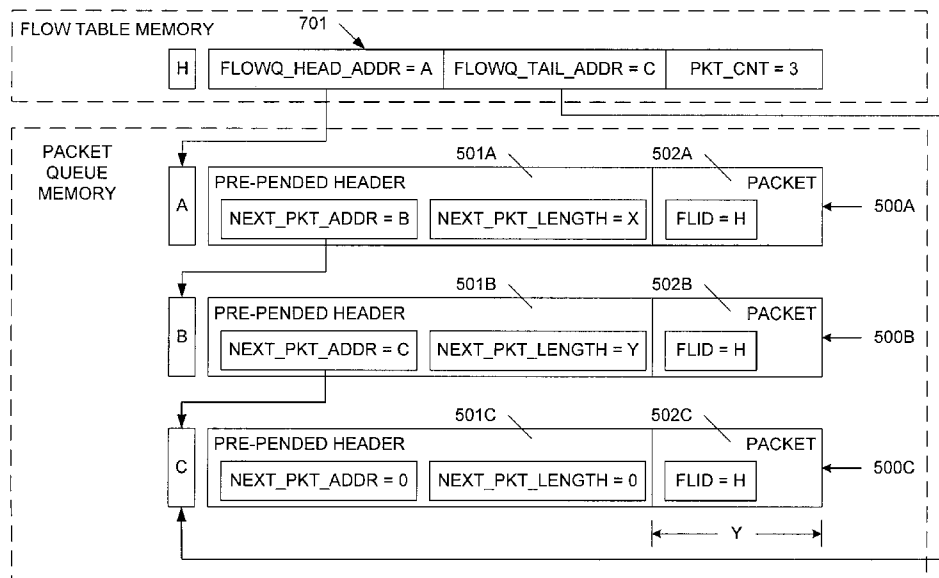 701
FLOW TABLE MEMORY
H FLOWQ_HEAD_ADDR = A FLOWQ_TAIL_ADDR = C PKT_CNT = 3
PACKET
QUEUE
MEMORY
501A 502A
A PRE-PENDED HEADER PACKET
NEXT_PKT_ADDR = B NEXT_PKT_LENGTH = X FLID = H
500A
501B 502B
B PRE-PENDED HEADER PACKET
NEXT_PKT_ADDR = C NEXT_PKT_LENGTH = Y FLID = H
500B
501C 502C
C PRE-PENDED HEADER PACKET
NEXT_PKT_ADDR = 0 NEXT_PKT_LENGTH = 0 FLID = H
500C
Y